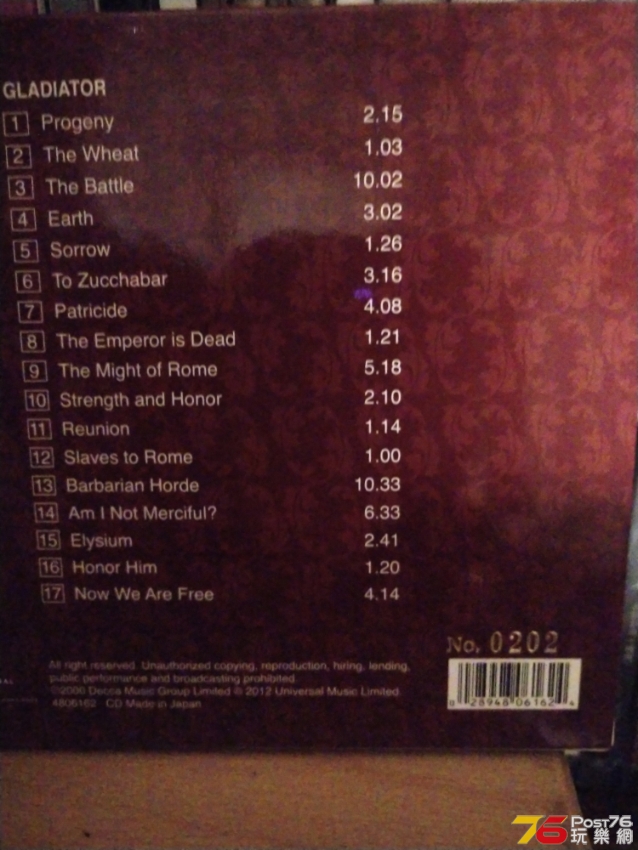 GLADIATOR
1 Progeny 2.15
2 The Wheat 1.03
3 The Battle 10.02
4 Earth 3.02
5 Sorrow 1.26
6 To Zucchabar 3.16
7 Patricide 4.08
8 The Emperor is Dead 1.21
9 The Might of Rome 5.18
10 Strength and Honor 2.10
11 Reunion 1.14
12 Slaves to Rome 1.00
13 Barbarian Horde 10.33
14 Am I Not Merciful? 6.33
15 Elysium 2.41
16 Honor Him 1.20
17 Now We Are Free 4.14
No. 0202
All right reserved. Unauthorized copying, reproduction, hiring, lending,
public performance and broadcasting prohibited.
Decca Music Group Limited ℗ 2012 Universal Music Limited.
4806162 CD Made in Japan
0 28948 06162 4
76 Post76
玩樂網